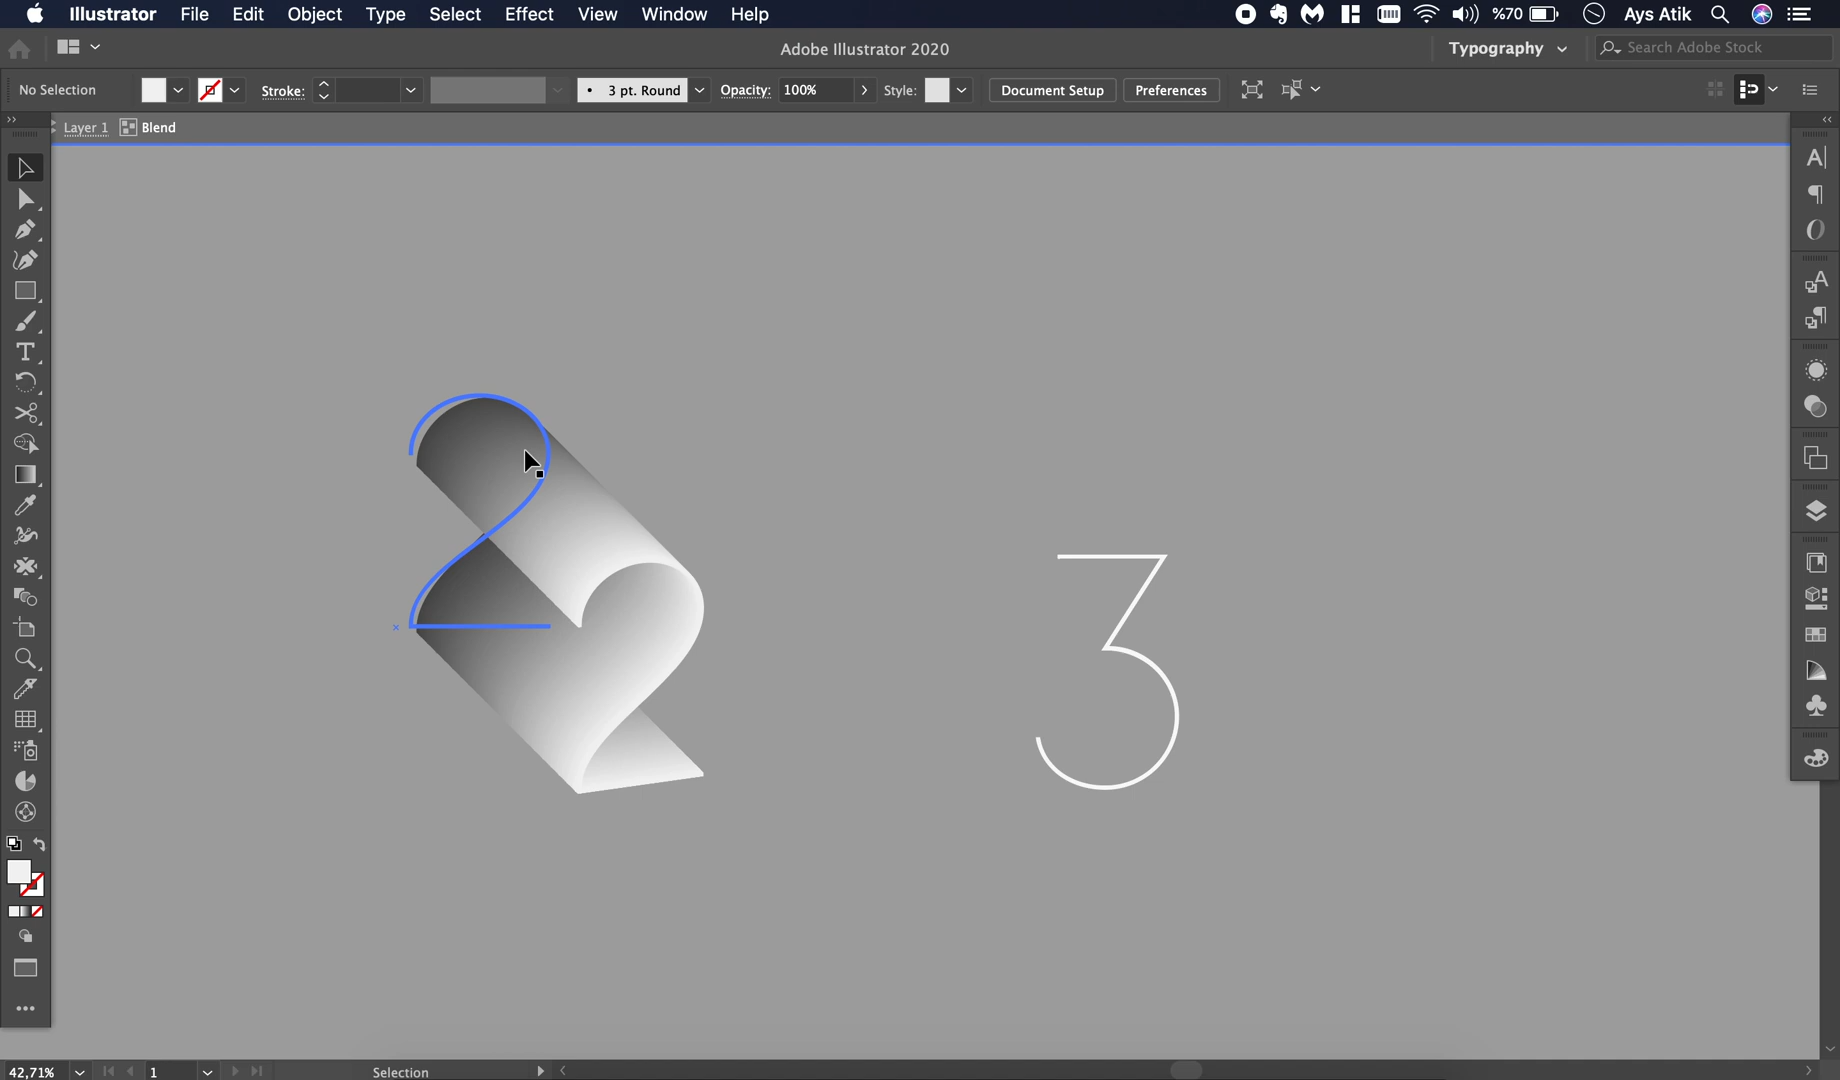 Illustrator File Edit Object Type Select Effect View Window Help %70 Ays Atik
Adobe Illustrator 2020 Typography Search Adobe Stock
No Selection Stroke: 3 pt. Round Opacity: 100% Style: Document Setup Preferences
Layer 1 Blend
3
42,71% 1 Selection